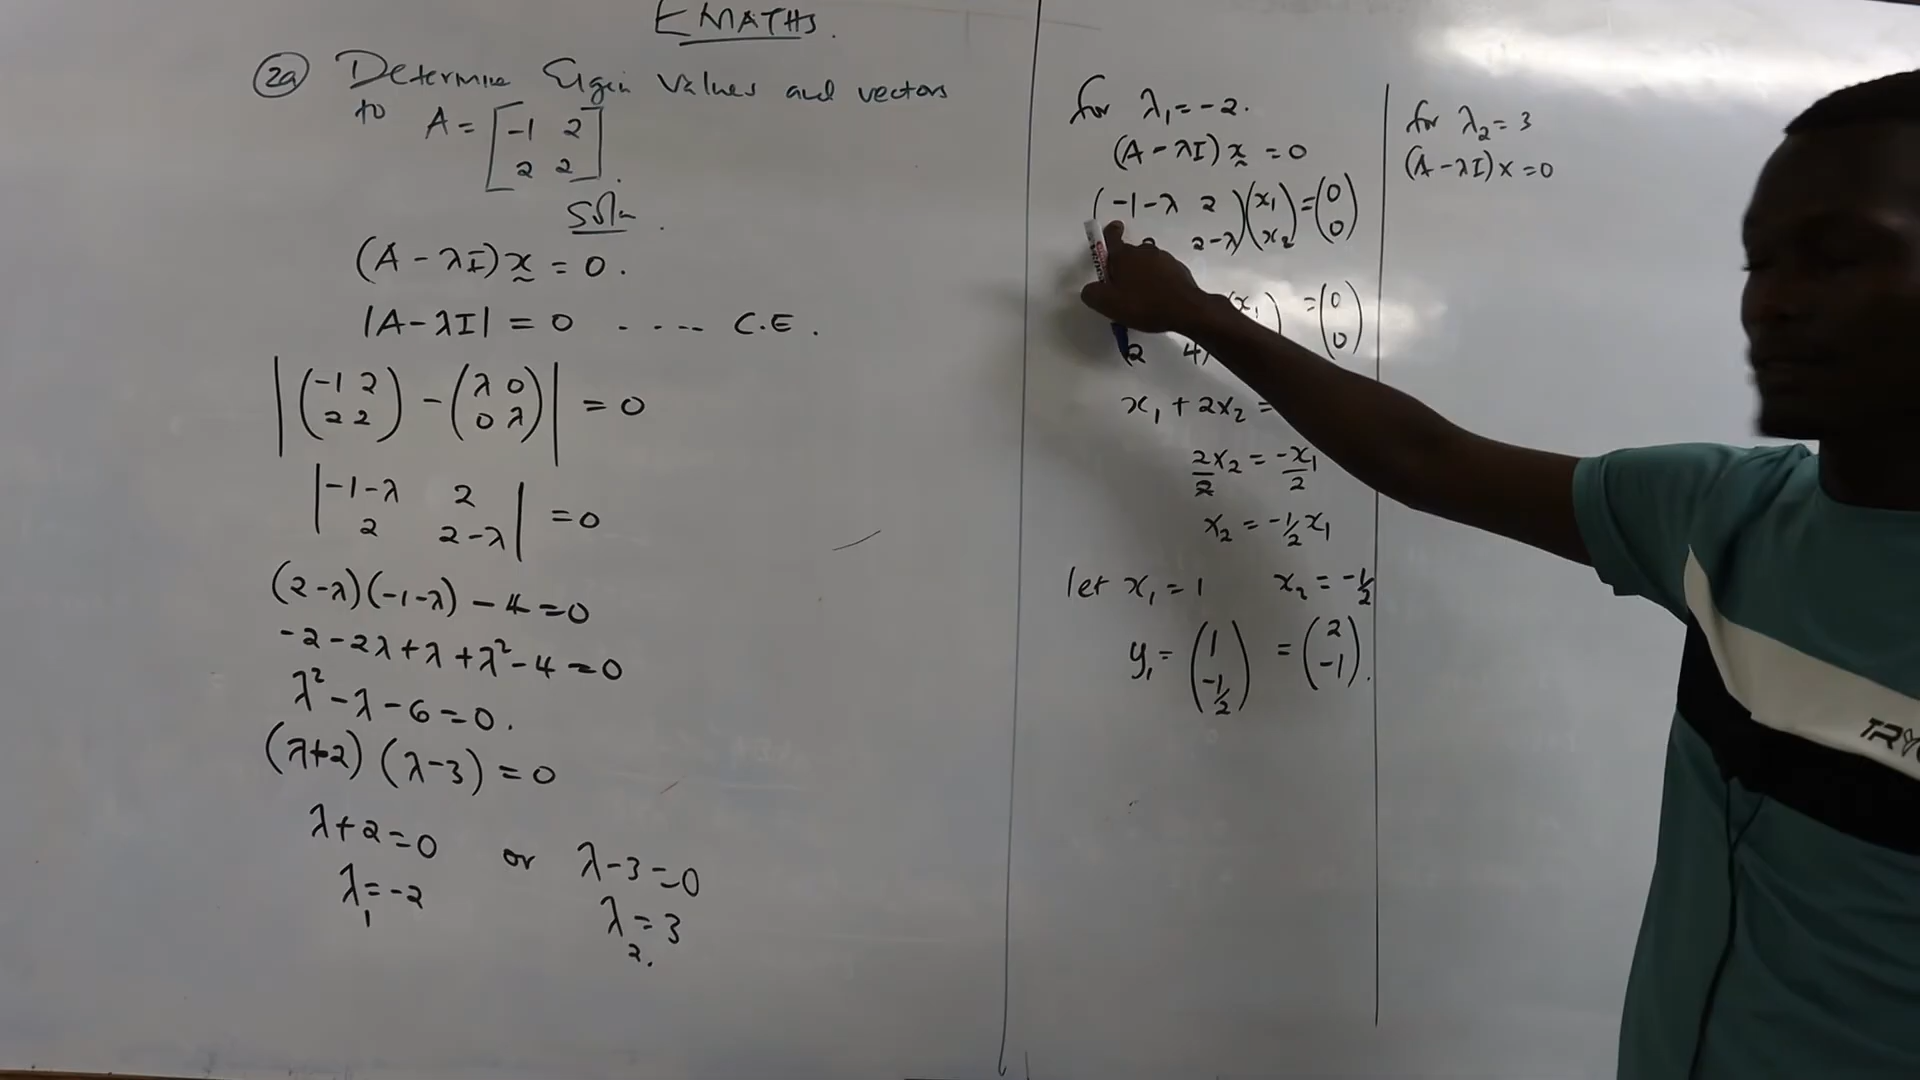 EMATHS.
2a Determine Eigen Values and vectors
to A = [-1 2
2 2].
Soln.
(A - λI)x = 0.
|A - λI| = 0 ---- C.E.
|(-1 2 2 2) - (λ 0 0 λ)| = 0
|-1-λ 2
2 2-λ| = 0
(2-λ)(-1-λ) - 4 = 0
-2 - 2λ + λ + λ² - 4 = 0
λ² - λ - 6 = 0.
(λ+2) (λ-3) = 0
λ+2 = 0 or λ-3 = 0
λ₁ = -2 λ₂ = 3
for λ₁ = -2.
(A - λI)x = 0
(-1-λ 2)(x₁) = (0)
2-λ)(x₂) (0)
(x₁) = (0)
(2 4) (0)
x₁ + 2x₂ =
2x₂/2 = -x₁/2
x₂ = -1/2 x₁
let x₁ = 1 x₂ = -1/2
y₁ = (1 -1/2) = (2 -1).
for λ₂ = 3
(A - λI)x = 0